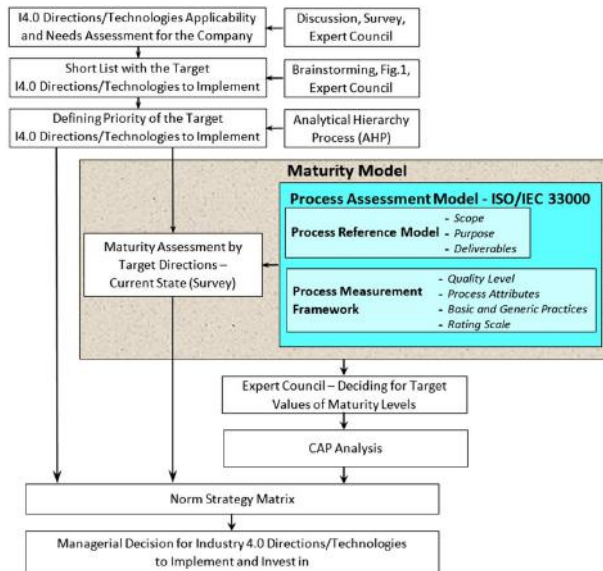 I4.0 Directions/Technologies Applicability
and Needs Assessment for the Company
Discussion, Survey,
Expert Council
Short List with the Target
I4.0 Directions/Technologies to Implement
Brainstorming, Fig.1,
Expert Council
Defining Priority of the Target
I4.0 Directions/Technologies to Implement
Analytical Hierarchy
Process (AHP)
Maturity Model
Process Assessment Model - ISO/IEC 33000
Process Reference Model
- Scope
- Purpose
- Deliverables
Maturity Assessment by
Target Directions –
Current State (Survey)
Process Measurement
Framework
- Quality Level
- Process Attributes
- Basic and Generic Practices
- Rating Scale
Expert Council – Deciding for Target
Values of Maturity Levels
CAP Analysis
Norm Strategy Matrix
Managerial Decision for Industry 4.0 Directions/Technologies
to Implement and Invest in